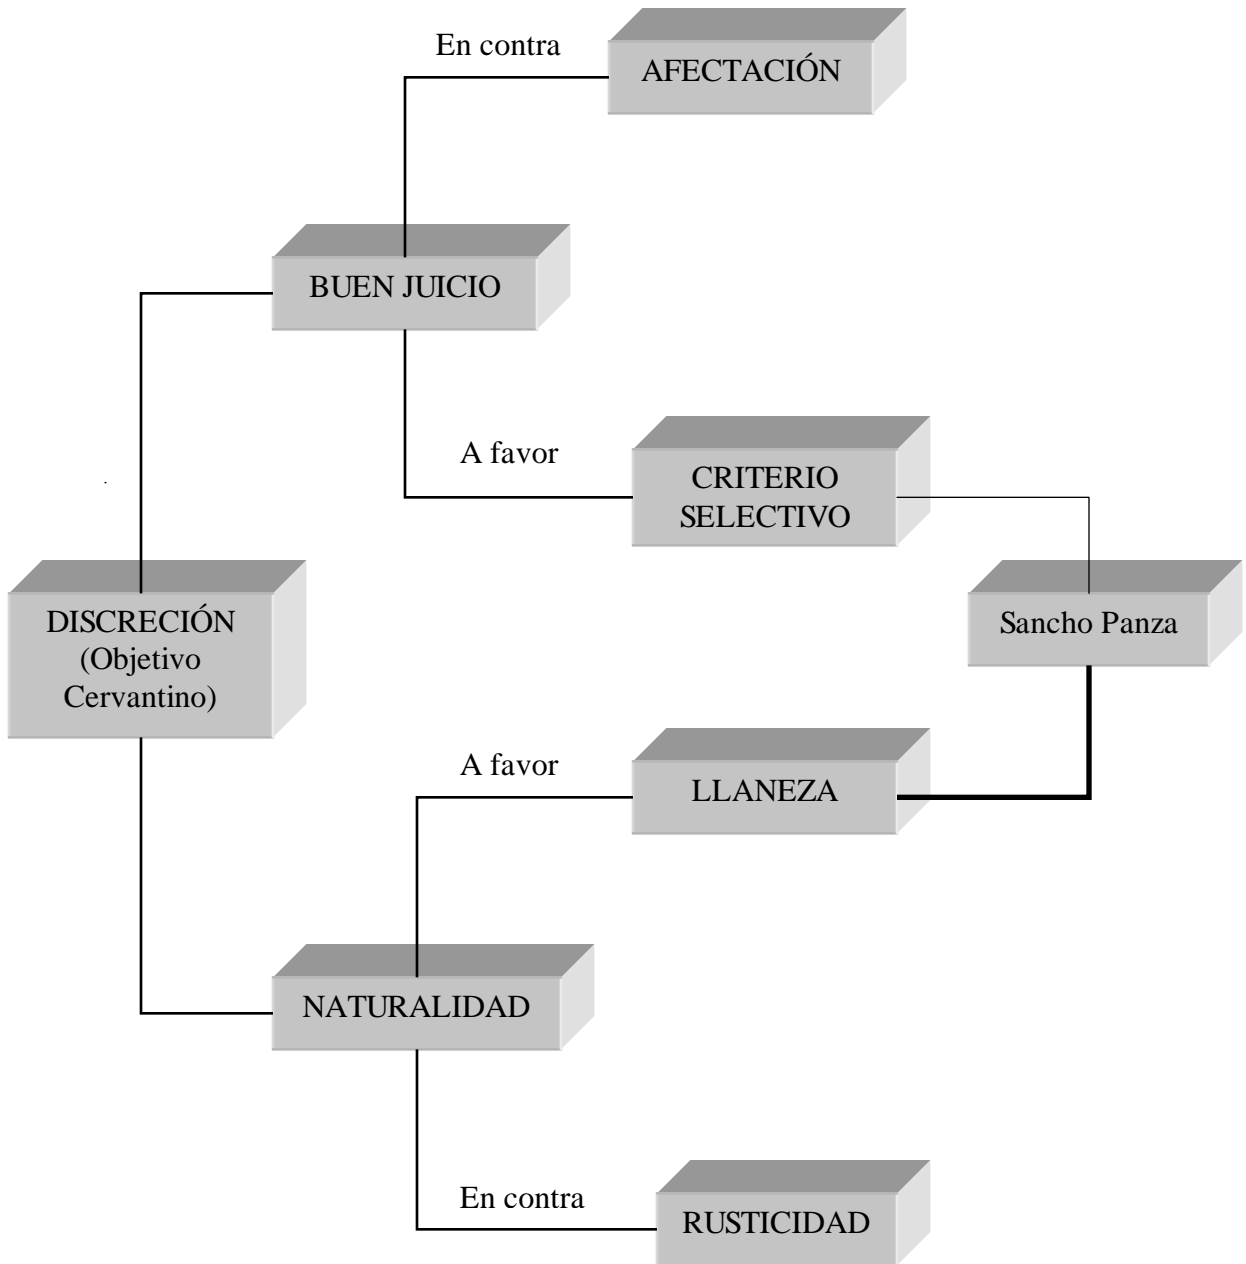 En contra
AFECTACIÓN
BUEN JUICIO
A favor
CRITERIO
SELECTIVO
DISCRECIÓN
(Objetivo
Cervantino)
Sancho Panza
A favor
LLANEZA
NATURALIDAD
En contra
RUSTICIDAD